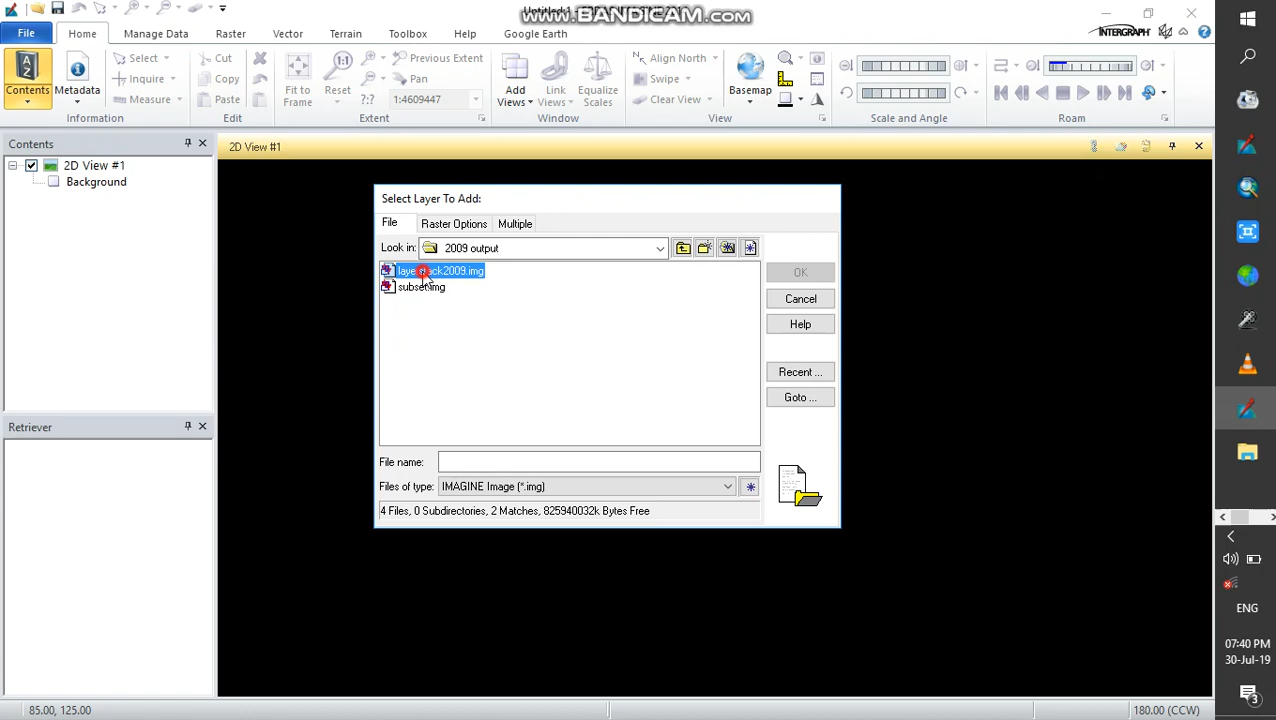 www.BANDICAM.com
File Home Manage Data Raster Vector Terrain Toolbox Help Google Earth
INTERGRAPH
Contents
Metadata
Information
Select
Inquire
Measure
Cut
Copy
Paste
Edit
Fit to Frame
1:1
Reset
Previous Extent
Pan
?:? 1:4609447
Extent
Add Views
Link Views
Equalize Scales
Window
Align North
Swipe
Clear View
View
Basemap
Scale and Angle
Roam
Contents
2D View #1
Background
Retriever
2D View #1
Select Layer To Add:
File Raster Options Multiple
Look in: 2009 output
img
subset.img
OK
Cancel
Help
Recent ...
Goto ...
File name:
Files of type: IMAGINE Image (*.img)
4 Files, 0 Subdirectories, 2 Matches, 825940032k Bytes Free
85.00, 125.00
180.00 (CCW)
ENG
07:40 PM
30-Jul-19
3